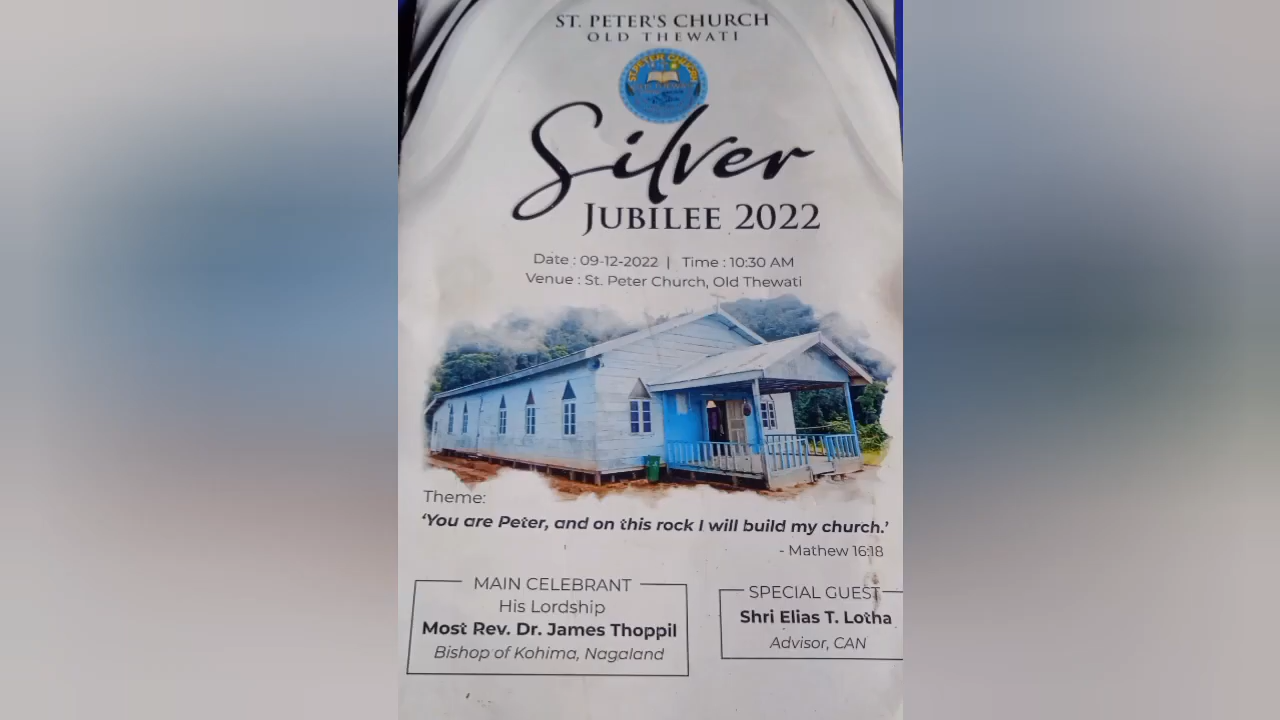 ST. PETER'S CHURCH
OLD THEWATI
ST.PETER CHURCH
Silver
JUBILEE 2022
Date : 09-12-2022 | Time : 10:30 AM
Venue : St. Peter Church, Old Thewati
Theme:
‘You are Peter, and on this rock I will build my church.’
- Mathew 16:18
MAIN CELEBRANT
His Lordship
Most Rev. Dr. James Thoppil
Bishop of Kohima, Nagaland
SPECIAL GUEST
Shri Elias T. Lotha
Advisor, CAN